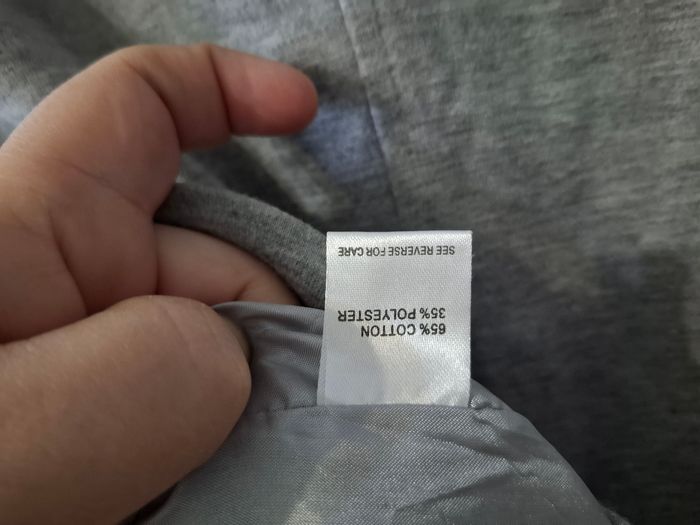 65% COTTON
35% POLYESTER
SEE REVERSE FOR CARE